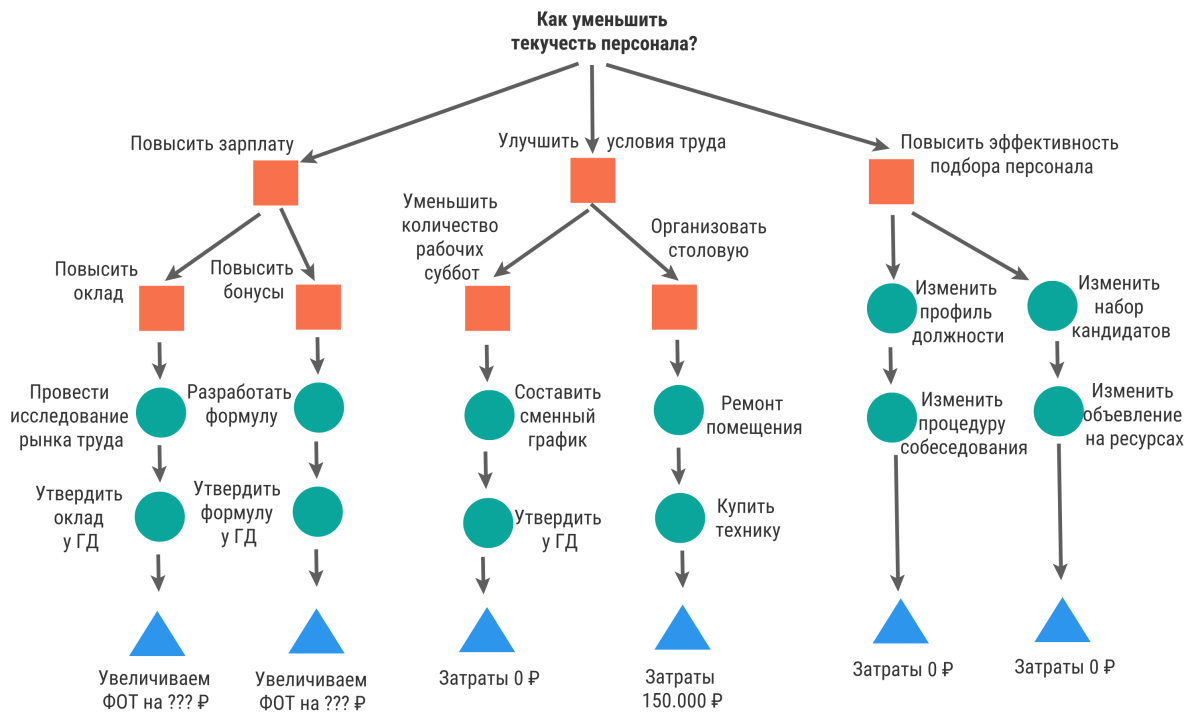 Как уменьшить
текучесть персонала?
Повысить зарплату
Улучшить условия труда
Повысить эффективность
подбора персонала
Уменьшить
количество
рабочих
суббот
Организовать
столовую
Повысить
оклад
Повысить
бонусы
Изменить
профиль
должности
Изменить
набор
кандидатов
Провести
исследование
рынка труда
Разработать
формулу
Составить
сменный
график
Ремонт
помещения
Изменить
процедуру
собеседования
Изменить
объевление
на ресурсах
Утвердить
оклад
у ГД
Утвердить
формулу
у ГД
Утвердить
у ГД
Купить
технику
Увеличиваем
ФОТ на ??? ₽
Увеличиваем
ФОТ на ??? ₽
Затраты 0 ₽
Затраты
150.000 ₽
Затраты 0 ₽
Затраты 0 ₽